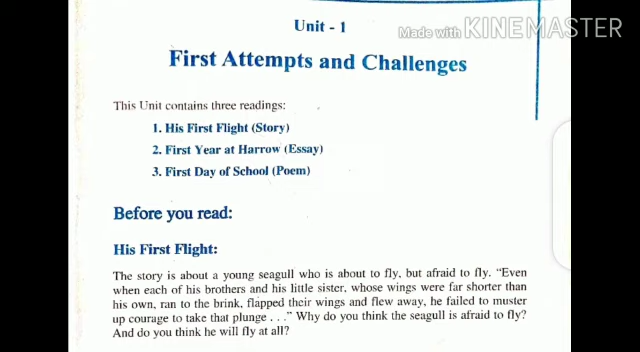 Unit - 1
Made with KINEMASTER
First Attempts and Challenges
This Unit contains three readings:
1. His First Flight (Story)
2. First Year at Harrow (Essay)
3. First Day of School (Poem)
Before you read:
His First Flight:
The story is about a young seagull who is about to fly, but afraid to fly. “Even
when each of his brothers and his little sister, whose wings were far shorter than
his own, ran to the brink, flapped their wings and flew away, he failed to muster
up courage to take that plunge . . .” Why do you think the seagull is afraid to fly?
And do you think he will fly at all?